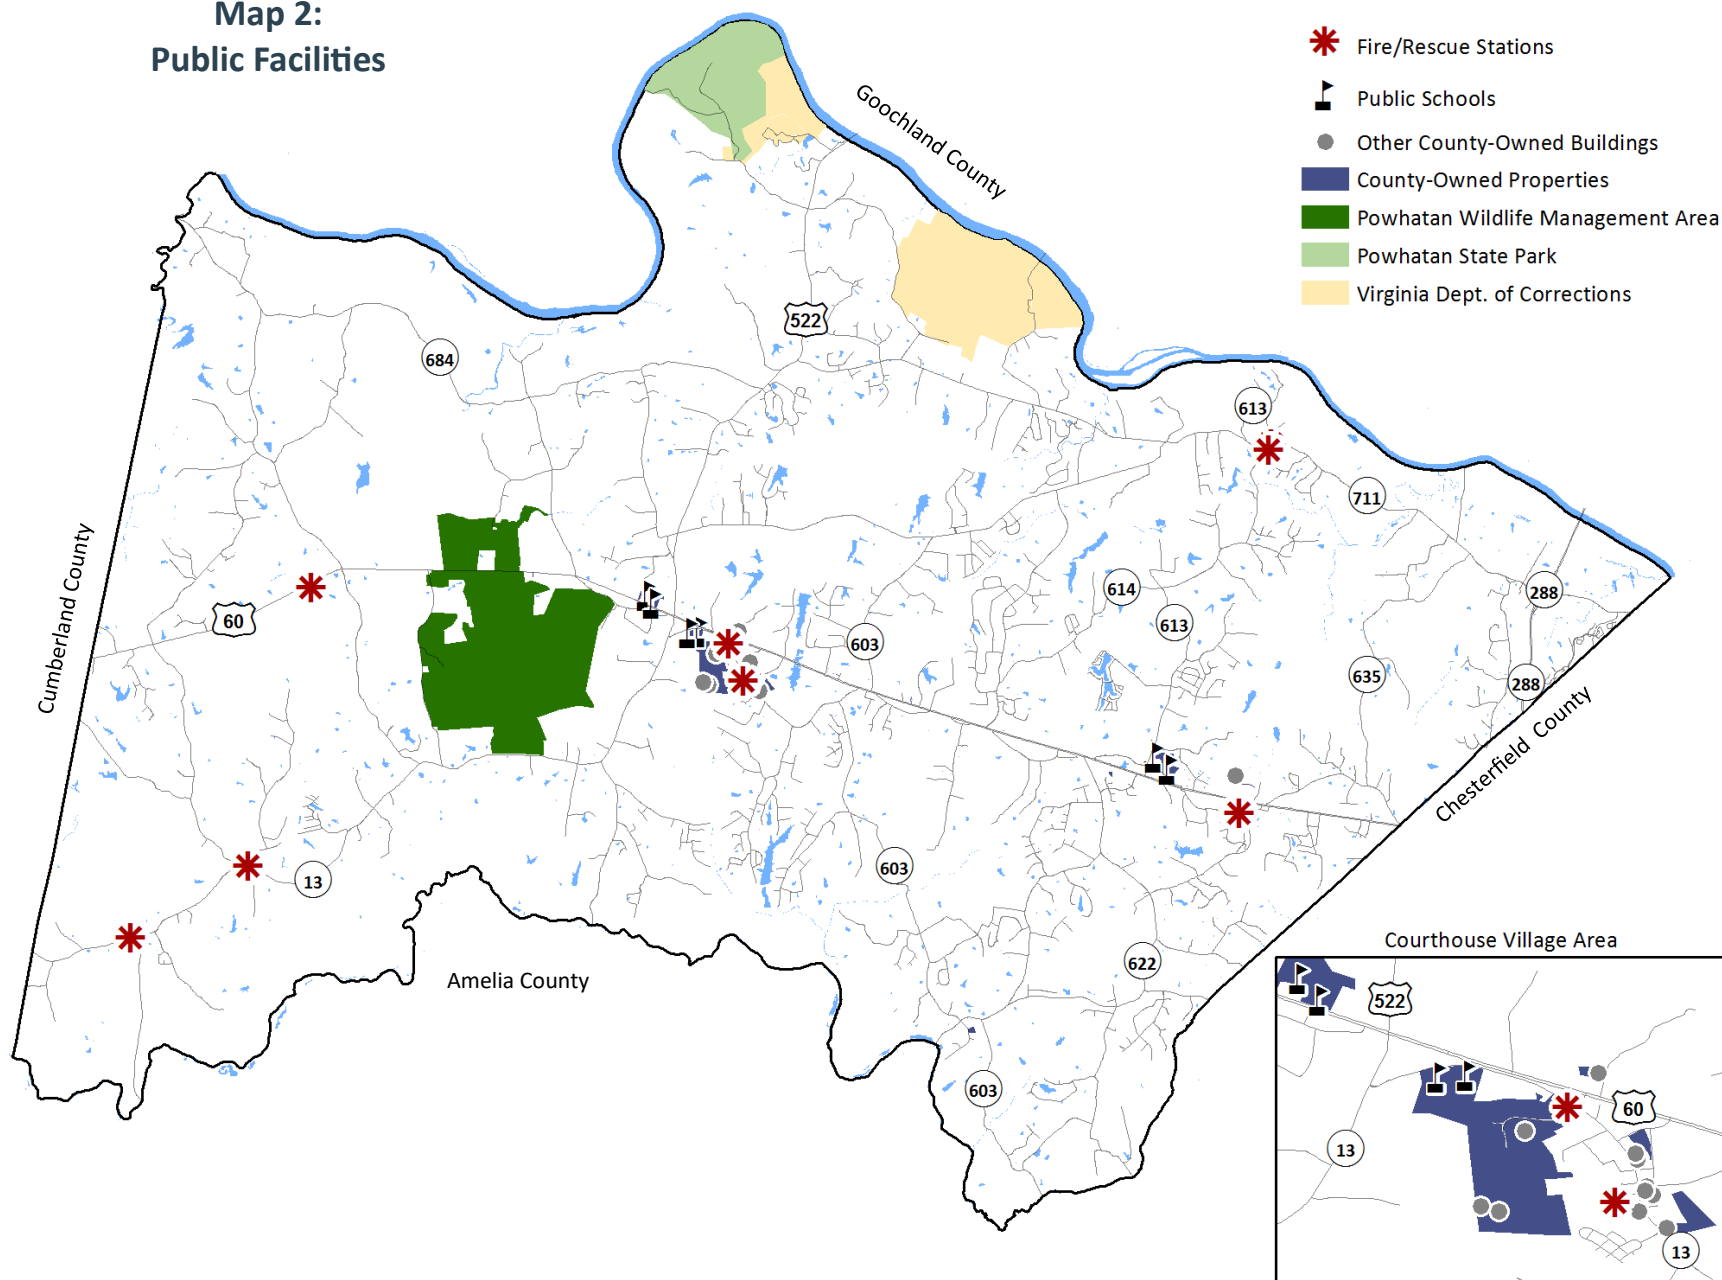 Map 2:
Public Facilities
Fire/Rescue Stations
Public Schools
Other County-Owned Buildings
County-Owned Properties
Powhatan Wildlife Management Area
Powhatan State Park
Virginia Dept. of Corrections
Goochland County
522
684
613
711
Cumberland County
60
614
613
603
288
635
288
Chesterfield County
13
603
622
Amelia County
603
Courthouse Village Area
522
60
13
13